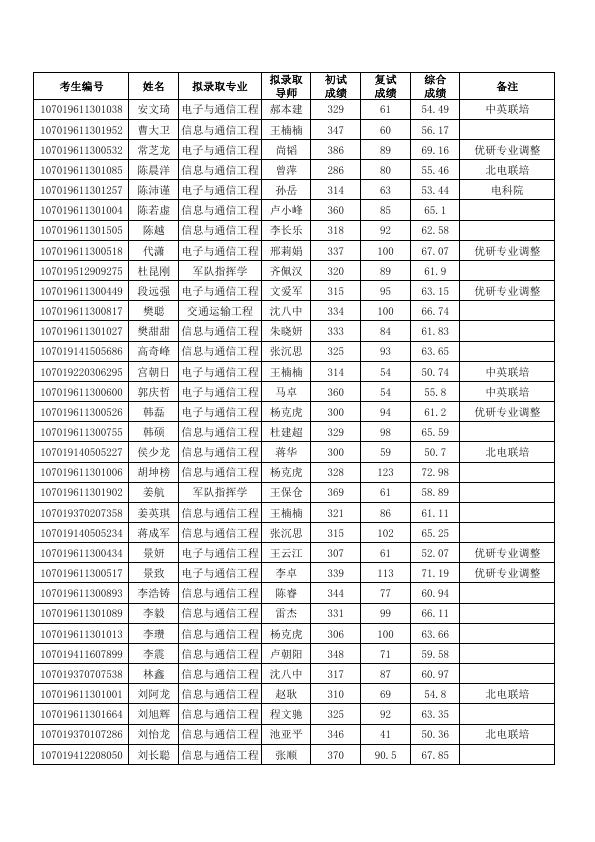 考生编号 姓名 拟录取专业 拟录取导师 初试成绩 复试成绩 综合成绩 备注
107019611301038 安文琦 电子与通信工程 郝本建 329 61 54.49 中英联培
107019611301952 曹大卫 信息与通信工程 王楠楠 347 60 56.17
107019611300532 常芝龙 电子与通信工程 尚韬 386 89 69.16 优研专业调整
107019611301085 陈晨洋 信息与通信工程 曾萍 286 80 55.46 北电联培
107019611301257 陈沛谨 电子与通信工程 孙岳 314 63 53.44 电科院
107019611301004 陈若虚 信息与通信工程 卢小峰 360 85 65.1
107019611301505 陈越 信息与通信工程 李长乐 318 92 62.58
107019611300518 代潇 电子与通信工程 邢莉娟 337 100 67.07 优研专业调整
107019512909275 杜昆刚 军队指挥学 齐佩汉 320 89 61.9
107019611300449 段远强 电子与通信工程 文爱军 315 95 63.15 优研专业调整
107019611300817 樊聪 交通运输工程 沈八中 334 100 66.74
107019611301027 樊甜甜 信息与通信工程 朱晓妍 333 84 61.83
107019141505686 高奇峰 信息与通信工程 张沉思 325 93 63.65
107019220306295 宫朝日 电子与通信工程 王楠楠 314 54 50.74 中英联培
107019611300600 郭庆哲 电子与通信工程 马卓 360 54 55.8 中英联培
107019611300526 韩磊 电子与通信工程 杨克虎 300 94 61.2 优研专业调整
107019611300755 韩硕 信息与通信工程 杜建超 329 98 65.59
107019140505227 侯少龙 信息与通信工程 蒋华 300 59 50.7 北电联培
107019611301006 胡坤榜 信息与通信工程 杨克虎 328 123 72.98
107019611301902 姜航 军队指挥学 王保仓 369 61 58.89
107019370207358 姜英琪 信息与通信工程 王楠楠 321 86 61.11
107019140505234 蒋成军 信息与通信工程 张沉思 315 102 65.25
107019611300434 景妍 电子与通信工程 王云江 307 61 52.07 优研专业调整
107019611300517 景致 电子与通信工程 李卓 339 113 71.19 优研专业调整
107019611300893 李浩铸 信息与通信工程 陈睿 344 77 60.94
107019611301089 李毅 信息与通信工程 雷杰 331 99 66.11
107019611301013 李瓒 信息与通信工程 杨克虎 306 100 63.66
107019411607899 李震 信息与通信工程 卢朝阳 348 71 59.58
107019370707538 林鑫 信息与通信工程 沈八中 317 87 60.97
107019611301001 刘阿龙 信息与通信工程 赵耿 310 69 54.8 北电联培
107019611301664 刘旭辉 信息与通信工程 程文驰 325 92 63.35
107019370107286 刘怡龙 信息与通信工程 池亚平 346 41 50.36 北电联培
107019412208050 刘长聪 信息与通信工程 张顺 370 90.5 67.85